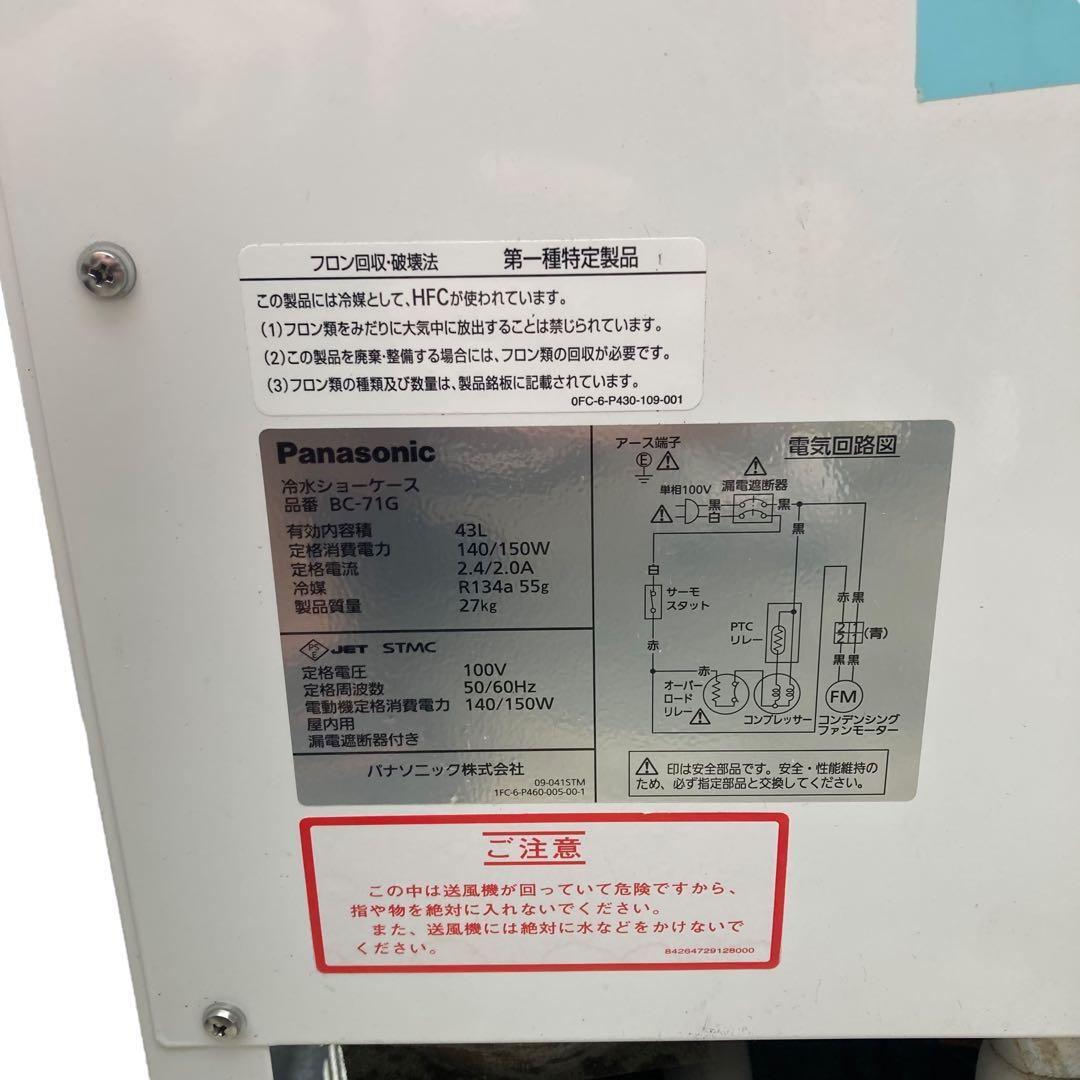 フロン回収・破壊法 第一種特定製品
この製品には冷媒として、HFCが使われています。
(1)フロン類をみだりに大気中に放出することは禁じられています。
(2)この製品を廃棄・整備する場合には、フロン類の回収が必要です。
(3)フロン類の種類及び数量は、製品銘板に記載されています。
0FC-6-P430-109-001
Panasonic
冷水ショーケース
品番 BC-71G
有効内容積 43L
定格消費電力 140/150W
定格電流 2.4/2.0A
冷媒 R134a 55g
製品質量 27kg
PSE JET STMC
定格電圧 100V
定格周波数 50/60Hz
電動機定格消費電力 140/150W
屋内用
漏電遮断器付き
パナソニック株式会社
09-041STM
1FC-6-P460-005-00-1
電気回路図
アース端子
E
単相100V
漏電遮断器
黒
白
黒
黒
白
サーモ
スタット
赤
PTC
リレー
赤 黒
2 1
2 1
(青)
黒 黒
赤
オーバー
ロード
リレー
コンプレッサー
FM
コンデンシング
ファンモーター
印は安全部品です。安全・性能維持の
ため、必ず指定部品と交換してください。
ご注意
この中は送風機が回っていて危険ですから、
指や物を絶対に入れないでください。
また、送風機には絶対に水などをかけないで
ください。
84264729128000